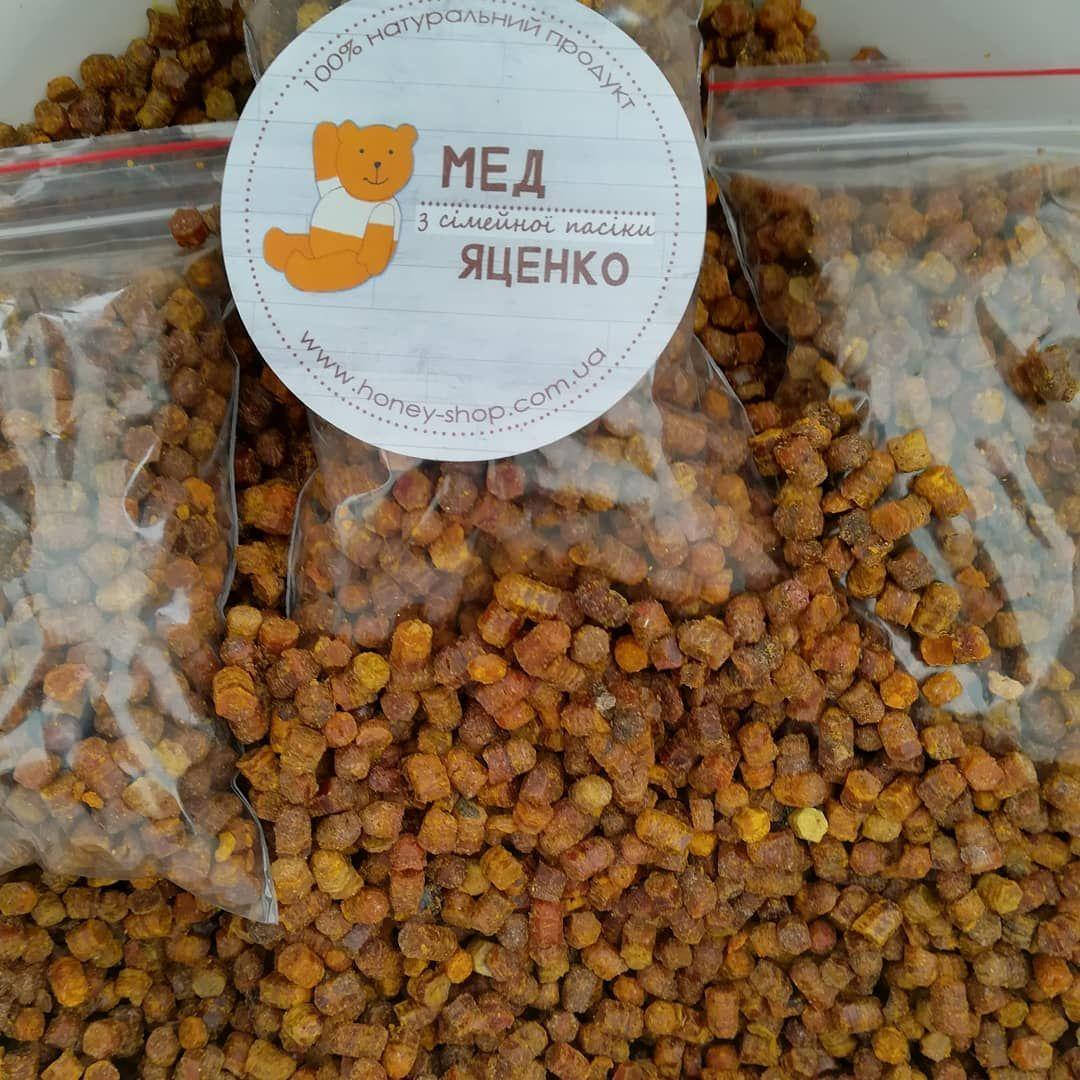 100% натуральний продукт
МЕД
з сімейної пасіки
ЯЦЕНКО
www.honey-shop.com.ua